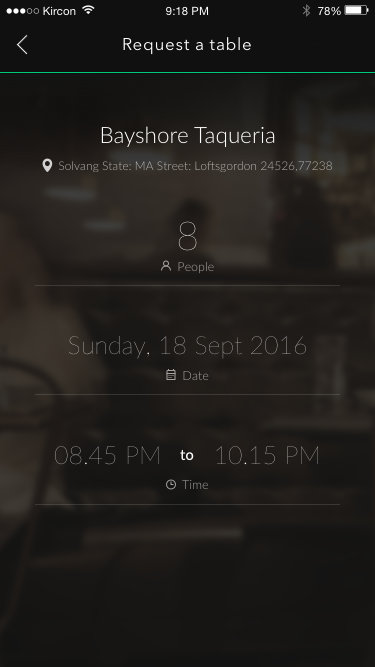 Kircon 9:18 PM 78%
Request a table
Bayshore Taqueria
Solvang State: MA Street: Loftsgordon 24526,77238
8
People
Sunday, 18 Sept 2016
Date
08.45 PM to 10.15 PM
Time